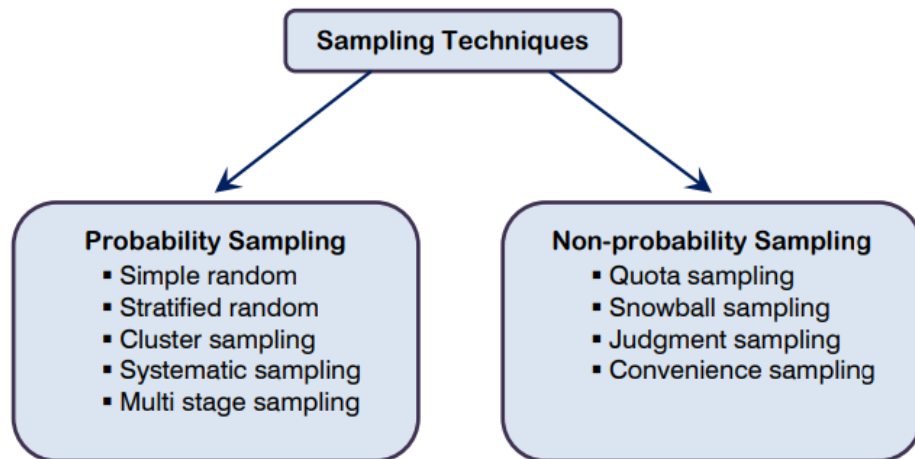 Sampling Techniques
Probability Sampling
▪ Simple random
▪ Stratified random
▪ Cluster sampling
▪ Systematic sampling
▪ Multi stage sampling
Non-probability Sampling
▪ Quota sampling
▪ Snowball sampling
▪ Judgment sampling
▪ Convenience sampling